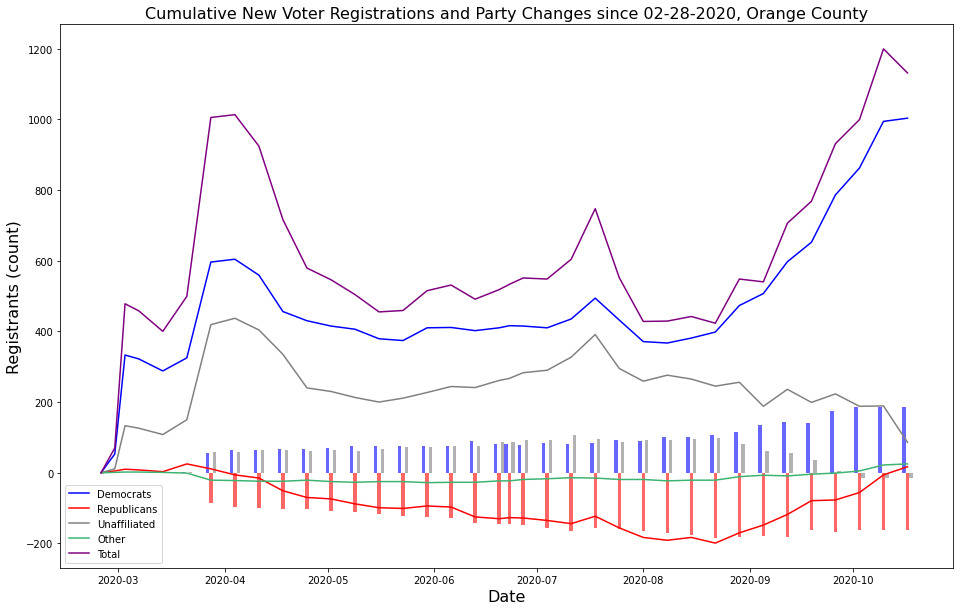 Cumulative New Voter Registrations and Party Changes since 02-28-2020, Orange County
Registrants (count)
1200
1000
800
600
400
200
0
−200
Democrats
Republicans
Unaffiliated
Other
Total
2020-03
2020-04
2020-05
2020-06
2020-07
2020-08
2020-09
2020-10
Date